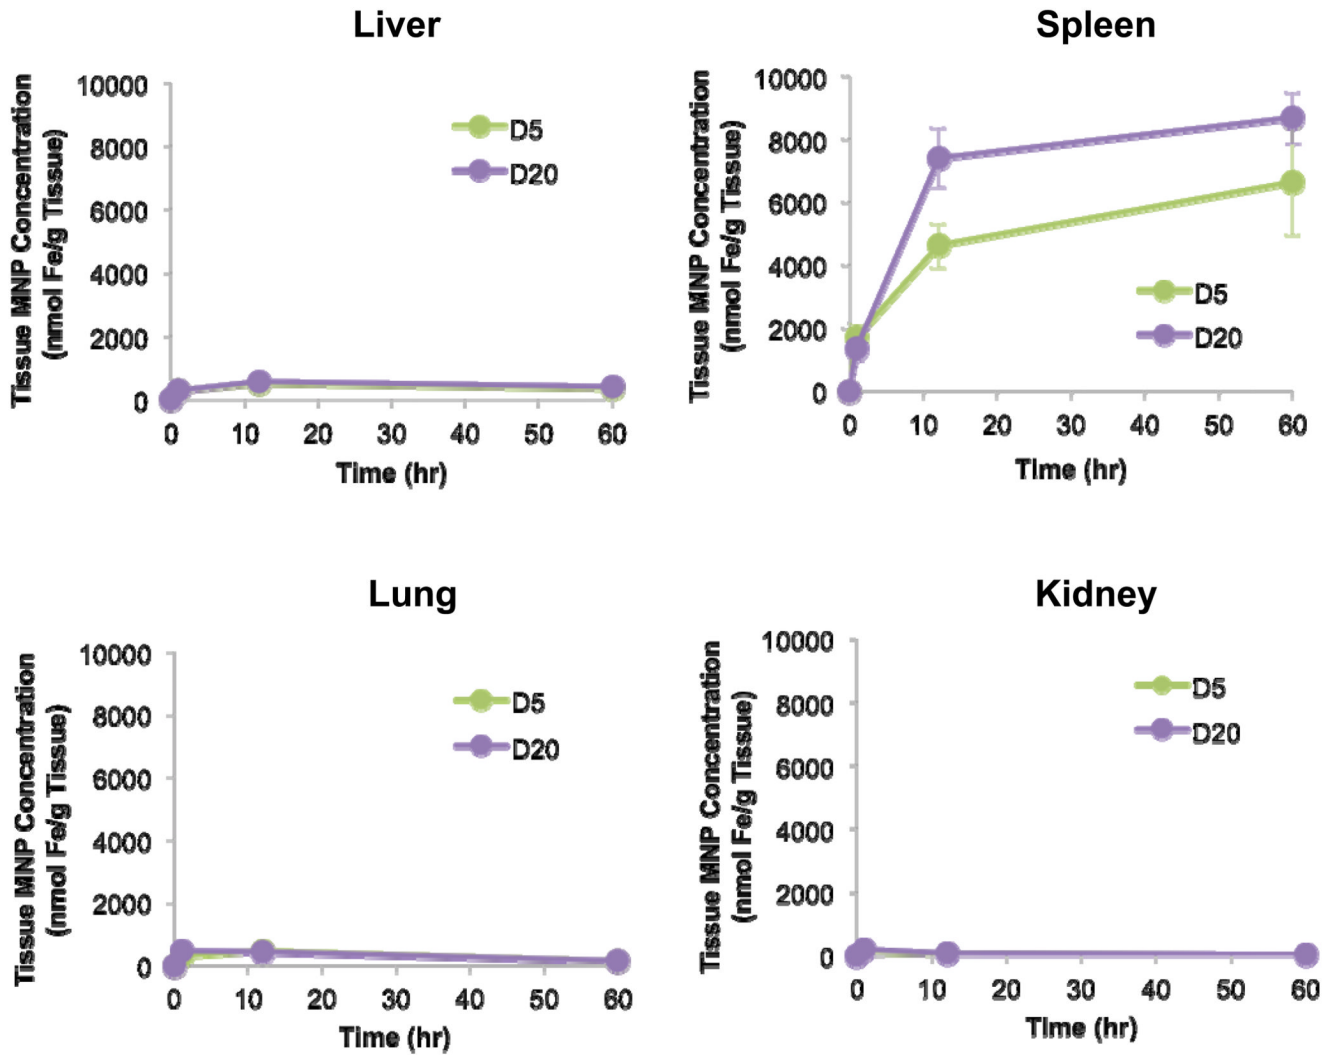 Liver
Tissue MNP Concentration
(nmol Fe/g Tissue)
10000
8000
6000
4000
2000
0
D5
D20
0 10 20 30 40 50 60
Time (hr)
Spleen
Tissue MNP Concentration
(nmol Fe/g Tissue)
10000
8000
6000
4000
2000
0
D5
D20
0 10 20 30 40 50 60
Time (hr)
Lung
Tissue MNP Concentration
(nmol Fe/g Tissue)
10000
8000
6000
4000
2000
0
D5
D20
0 10 20 30 40 50 60
Time (hr)
Kidney
Tissue MNP Concentration
(nmol Fe/g Tissue)
10000
8000
6000
4000
2000
0
D5
D20
0 10 20 30 40 50 60
Time (hr)